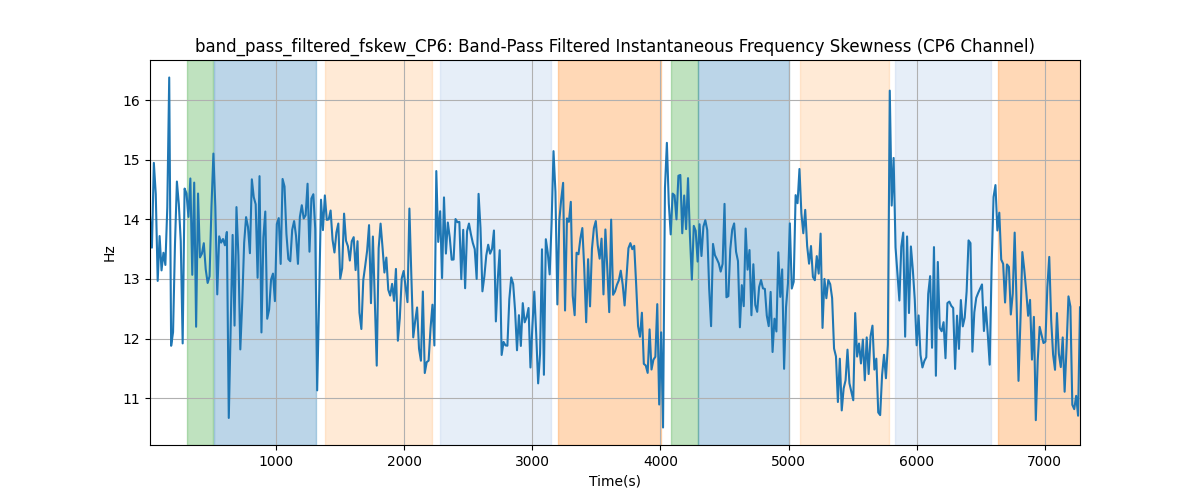 band_pass_filtered_fskew_CP6: Band-Pass Filtered Instantaneous Frequency Skewness (CP6 Channel)
16
15
14
13
12
11
Hz
1000 2000 3000 4000 5000 6000 7000
Time(s)